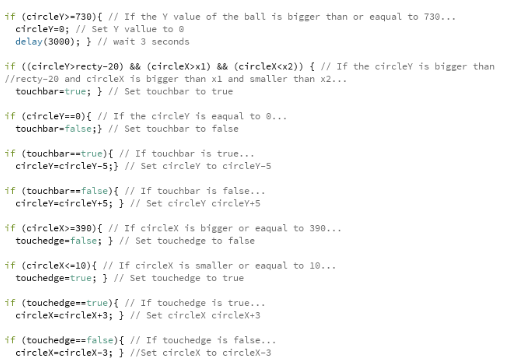 if (circleY>=730){ // If the Y value of the ball is bigger than or eaqual to 730...
circleY=0; // Set Y vallue to 0
delay(3000); } // wait 3 seconds
if ((circleY>recty-20) && (circleX>x1) && (circleX<x2)) { // If the circleY is bigger than
//recty-20 and circleX is bigger than x1 and smaller than x2...
touchbar=true; } // Set touchbar to true
if (circleY==0){ // If the circleY is eaqual to 0...
touchbar=false;} // Set touchbar to false
if (touchbar==true){ // If touchbar is true...
circleY=circleY-5;} // Set circleY to circleY-5
if (touchbar==false){ // If touchbar is false...
circleY=circleY+5; } // Set circleY circleY+5
if (circleX>=390){ // If circleX is bigger or eaqual to 390...
touchedge=false; } // Set touchedge to false
if (circleX<=10){ // If circleX is smaller or eaqual to 10...
touchedge=true; } // Set touchedge to true
if (touchedge==true){ // If touchedge is true...
circleX=circleX+3; } // Set circleX circleX+3
if (touchedge==false){ // If touchedge is false...
circleX=circleX-3; } //Set circleX to circleX-3